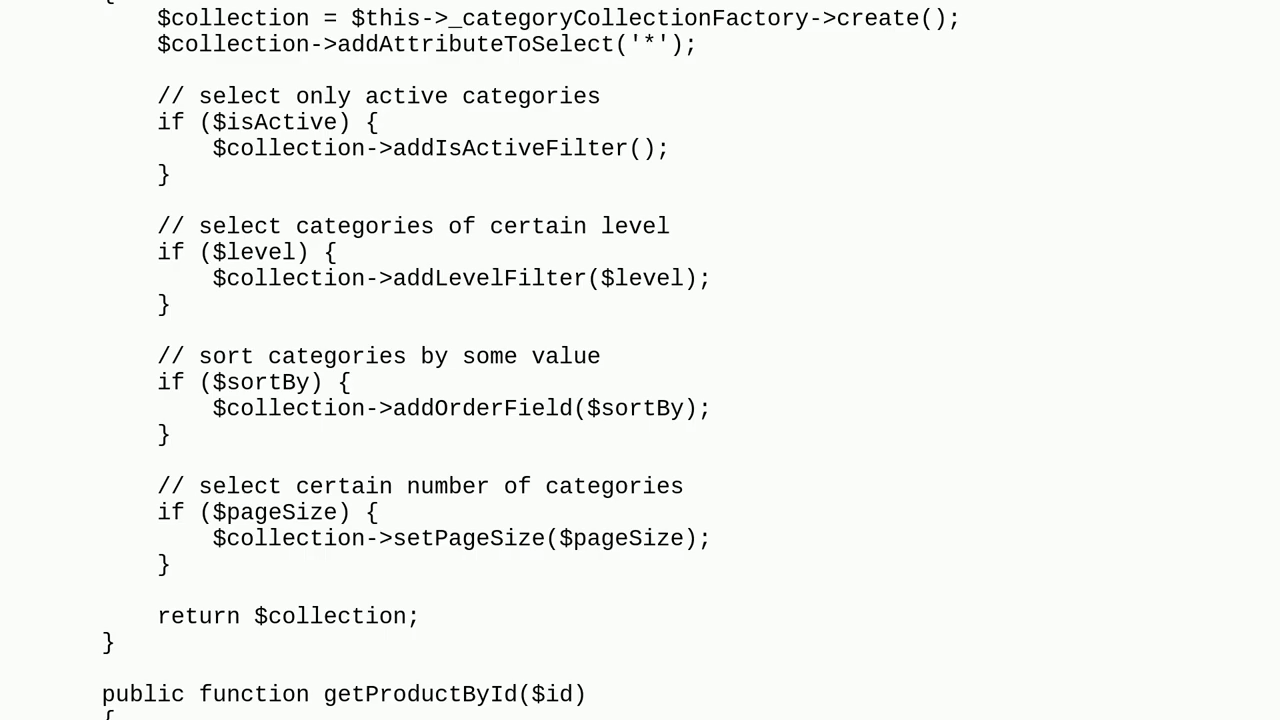 {
$collection = $this->_categoryCollectionFactory->create();
$collection->addAttributeToSelect('*');
// select only active categories
if ($isActive) {
$collection->addIsActiveFilter();
}
// select categories of certain level
if ($level) {
$collection->addLevelFilter($level);
}
// sort categories by some value
if ($sortBy) {
$collection->addOrderField($sortBy);
}
// select certain number of categories
if ($pageSize) {
$collection->setPageSize($pageSize);
}
return $collection;
}
public function getProductById($id)
{